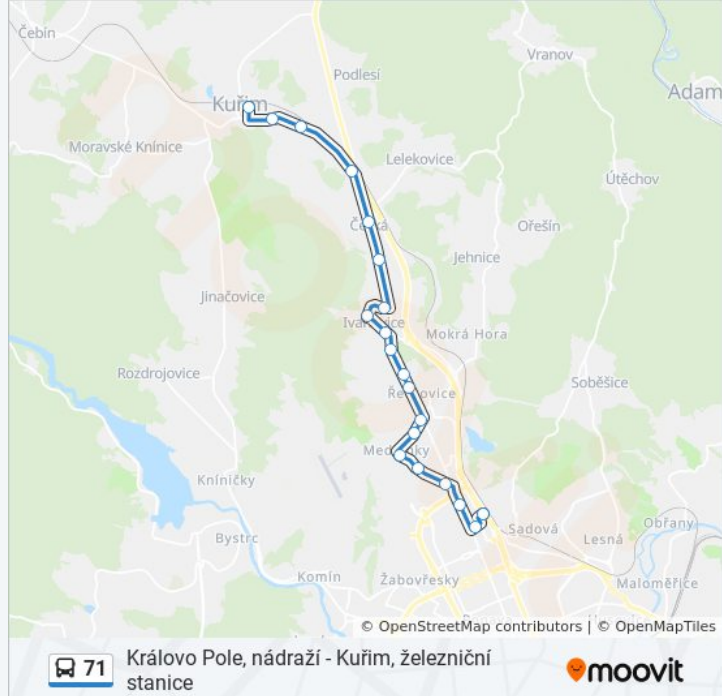 Čebín
Vranov
Podlesí
Adam
Kuřim
Moravské Knínice
Lelekovice
Útěchov
Česká
Ořešín
Jehnice
Jinačovice
Ivanovice
Mokrá Hora
Rozdrojovice
Soběšice
Řečkovice
Medlánky
Kníničky
Sadová
Obřany
Bystrc
Lesná
Komín
Žabovřesky
Maloměřice
© OpenStreetMap contributors | © OpenMapTiles
71
Královo Pole, nádraží - Kuřim, železniční
stanice
moovit